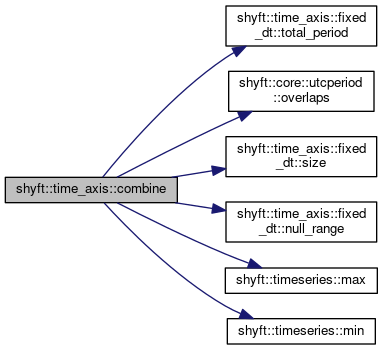 shyft::time_axis::fixed
_dt::total_period
shyft::core::utcperiod
::overlaps
shyft::time_axis::fixed
_dt::size
shyft::time_axis::combine
shyft::time_axis::fixed
_dt::null_range
shyft::timeseries::max
shyft::timeseries::min